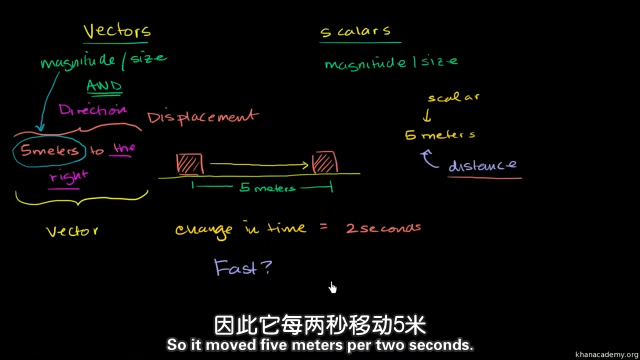 Vectors
magnitude / size
AND
Direction
Displacement
5 meters to the
right
vector
scalars
magnitude / size
scalar
5 meters
distance
5 meters
change in time = 2 seconds
Fast?
因此它每两秒移动5米
So it moved five meters per two seconds.
khanacademy.org